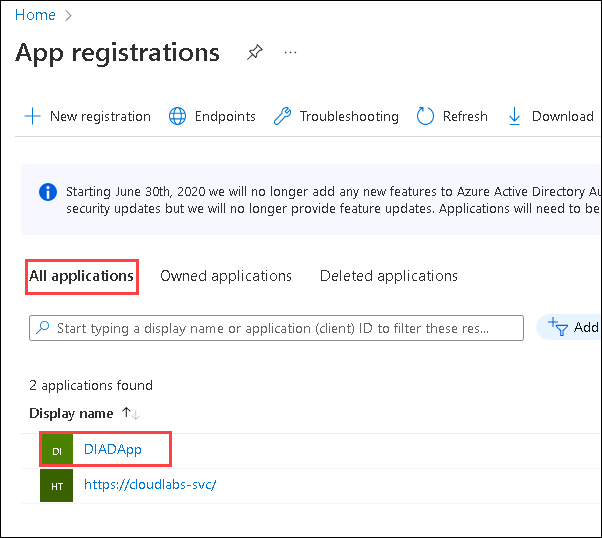 Home
App registrations
New registration Endpoints Troubleshooting Refresh Download
Starting June 30th, 2020 we will no longer add any new features to Azure Active Directory Au
security updates but we will no longer provide feature updates. Applications will need to be
All applications Owned applications Deleted applications
Start typing a display name or application (client) ID to filter these res... Add
2 applications found
Display name
DI DIADApp
HT https://cloudlabs-svc/